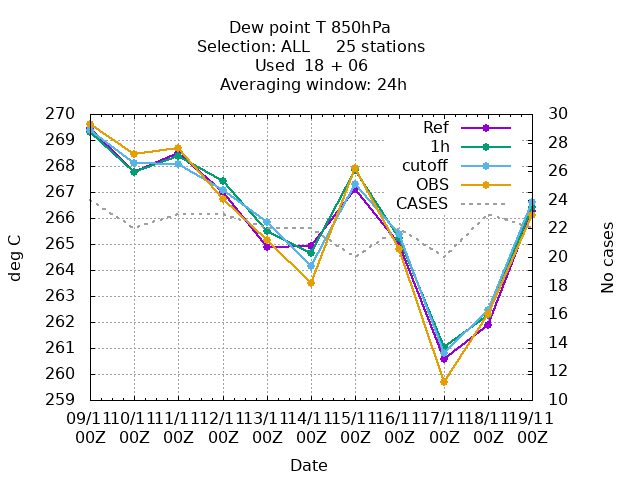 Dew point T 850hPa
Selection: ALL     25 stations
Used  18 + 06
Averaging window: 24h
270
269
268
267
266
265
264
263
262
261
260
259
30
28
26
24
22
20
18
16
14
12
10
deg C
No cases
Ref
1h
cutoff
OBS
CASES
09/11 10/11 11/11 12/11 13/11 14/11 15/11 16/11 17/11 18/11 19/11
00Z 00Z 00Z 00Z 00Z 00Z 00Z 00Z 00Z 00Z 00Z
Date